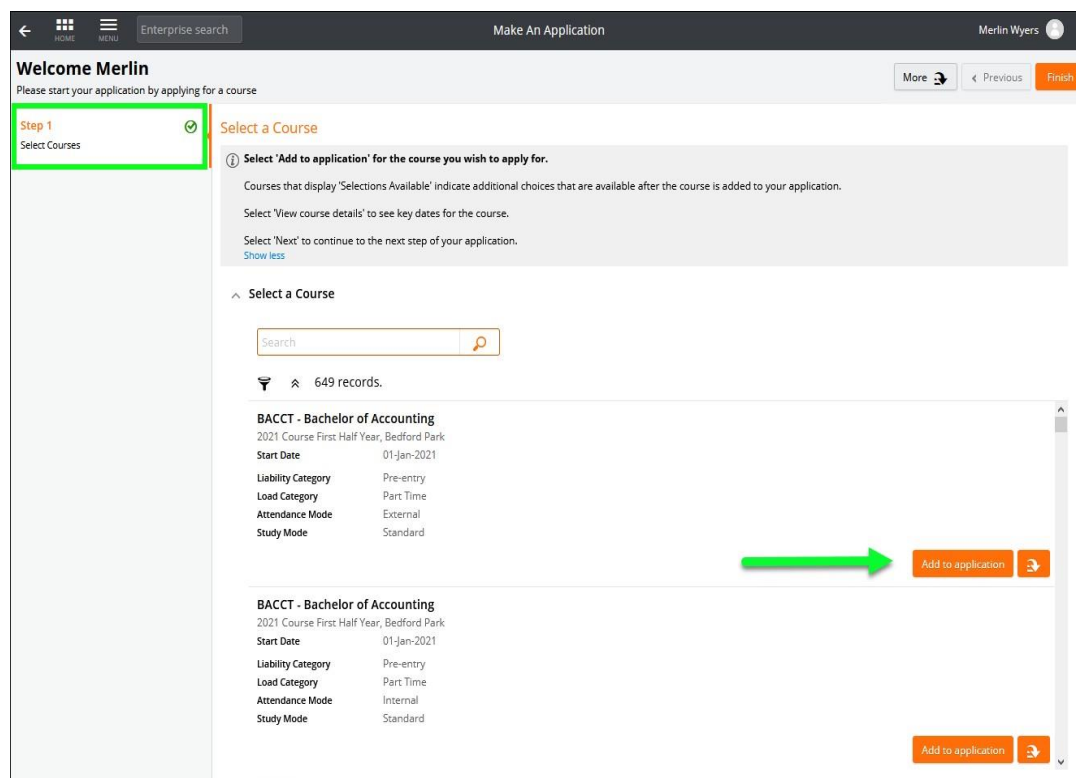 HOME
MENU
Enterprise search
Make An Application
Merlin Wyers
Welcome Merlin
Please start your application by applying for a course
More
Previous
Finish
Step 1
Select Courses
Select a Course
Select 'Add to application' for the course you wish to apply for.
Courses that display 'Selections Available' indicate additional choices that are available after the course is added to your application.
Select 'View course details' to see key dates for the course.
Select 'Next' to continue to the next step of your application.
Show less
Select a Course
Search
649 records.
BACCT - Bachelor of Accounting
2021 Course First Half Year, Bedford Park
Start Date 01-Jan-2021
Liability Category Pre-entry
Load Category Part Time
Attendance Mode External
Study Mode Standard
Add to application
BACCT - Bachelor of Accounting
2021 Course First Half Year, Bedford Park
Start Date 01-Jan-2021
Liability Category Pre-entry
Load Category Part Time
Attendance Mode Internal
Study Mode Standard
Add to application